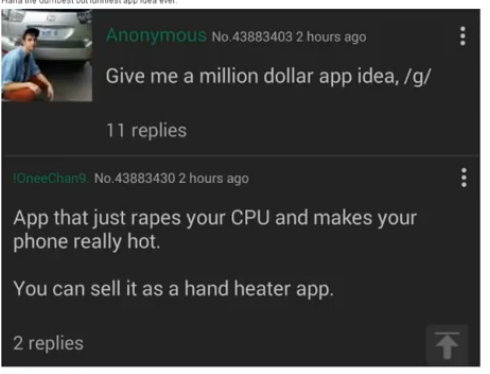 Haha the dumbest but funniest app idea ever.
Anonymous No.43883403 2 hours ago
Give me a million dollar app idea, /g/
11 replies
!OneeChan9. No.43883430 2 hours ago
App that just rapes your CPU and makes your
phone really hot.
You can sell it as a hand heater app.
2 replies